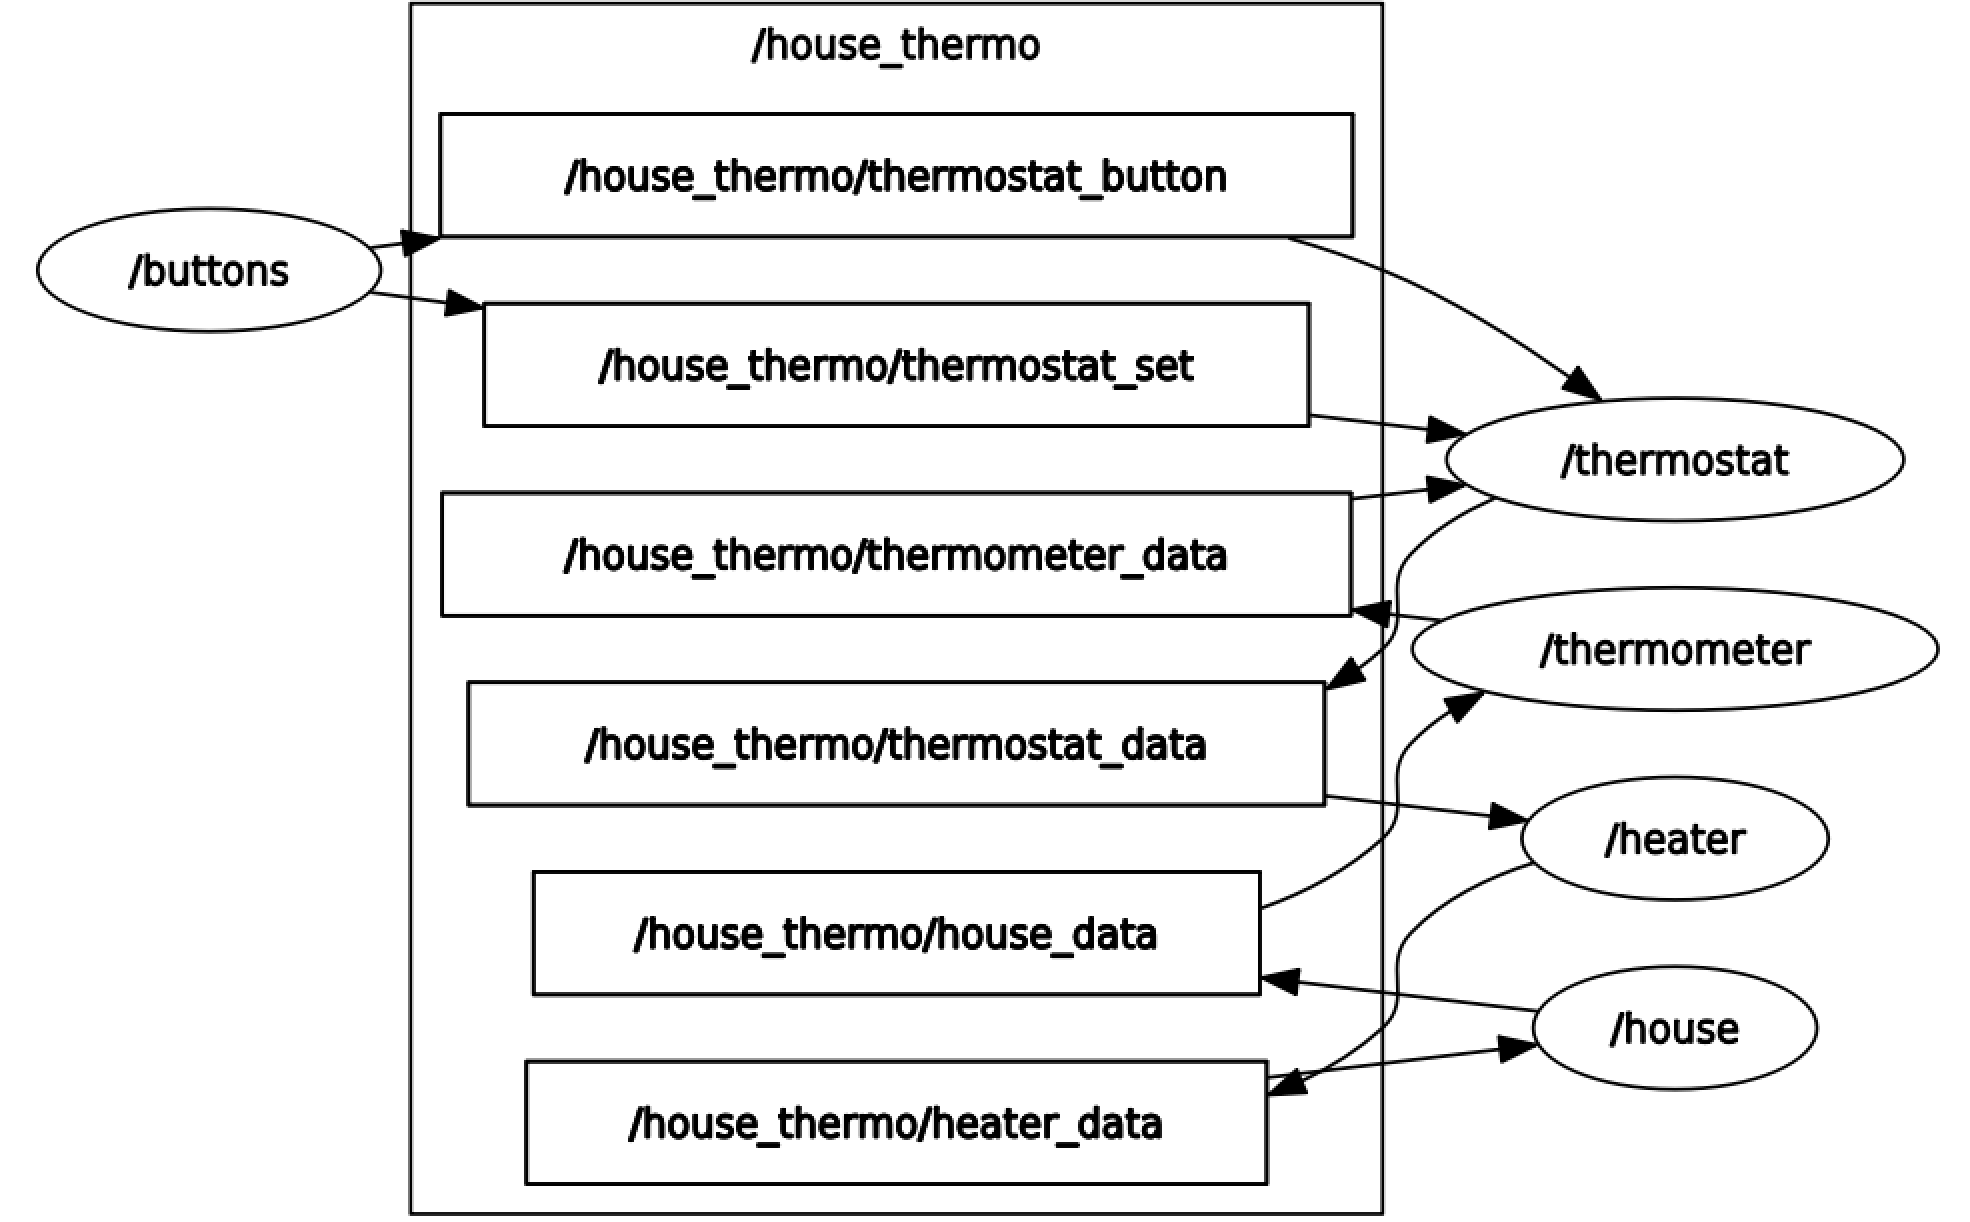 /house_thermo
/house_thermo/thermostat_button
/buttons
/house_thermo/thermostat_set
/thermostat
/house_thermo/thermometer_data
/thermometer
/house_thermo/thermostat_data
/heater
/house_thermo/house_data
/house
/house_thermo/heater_data